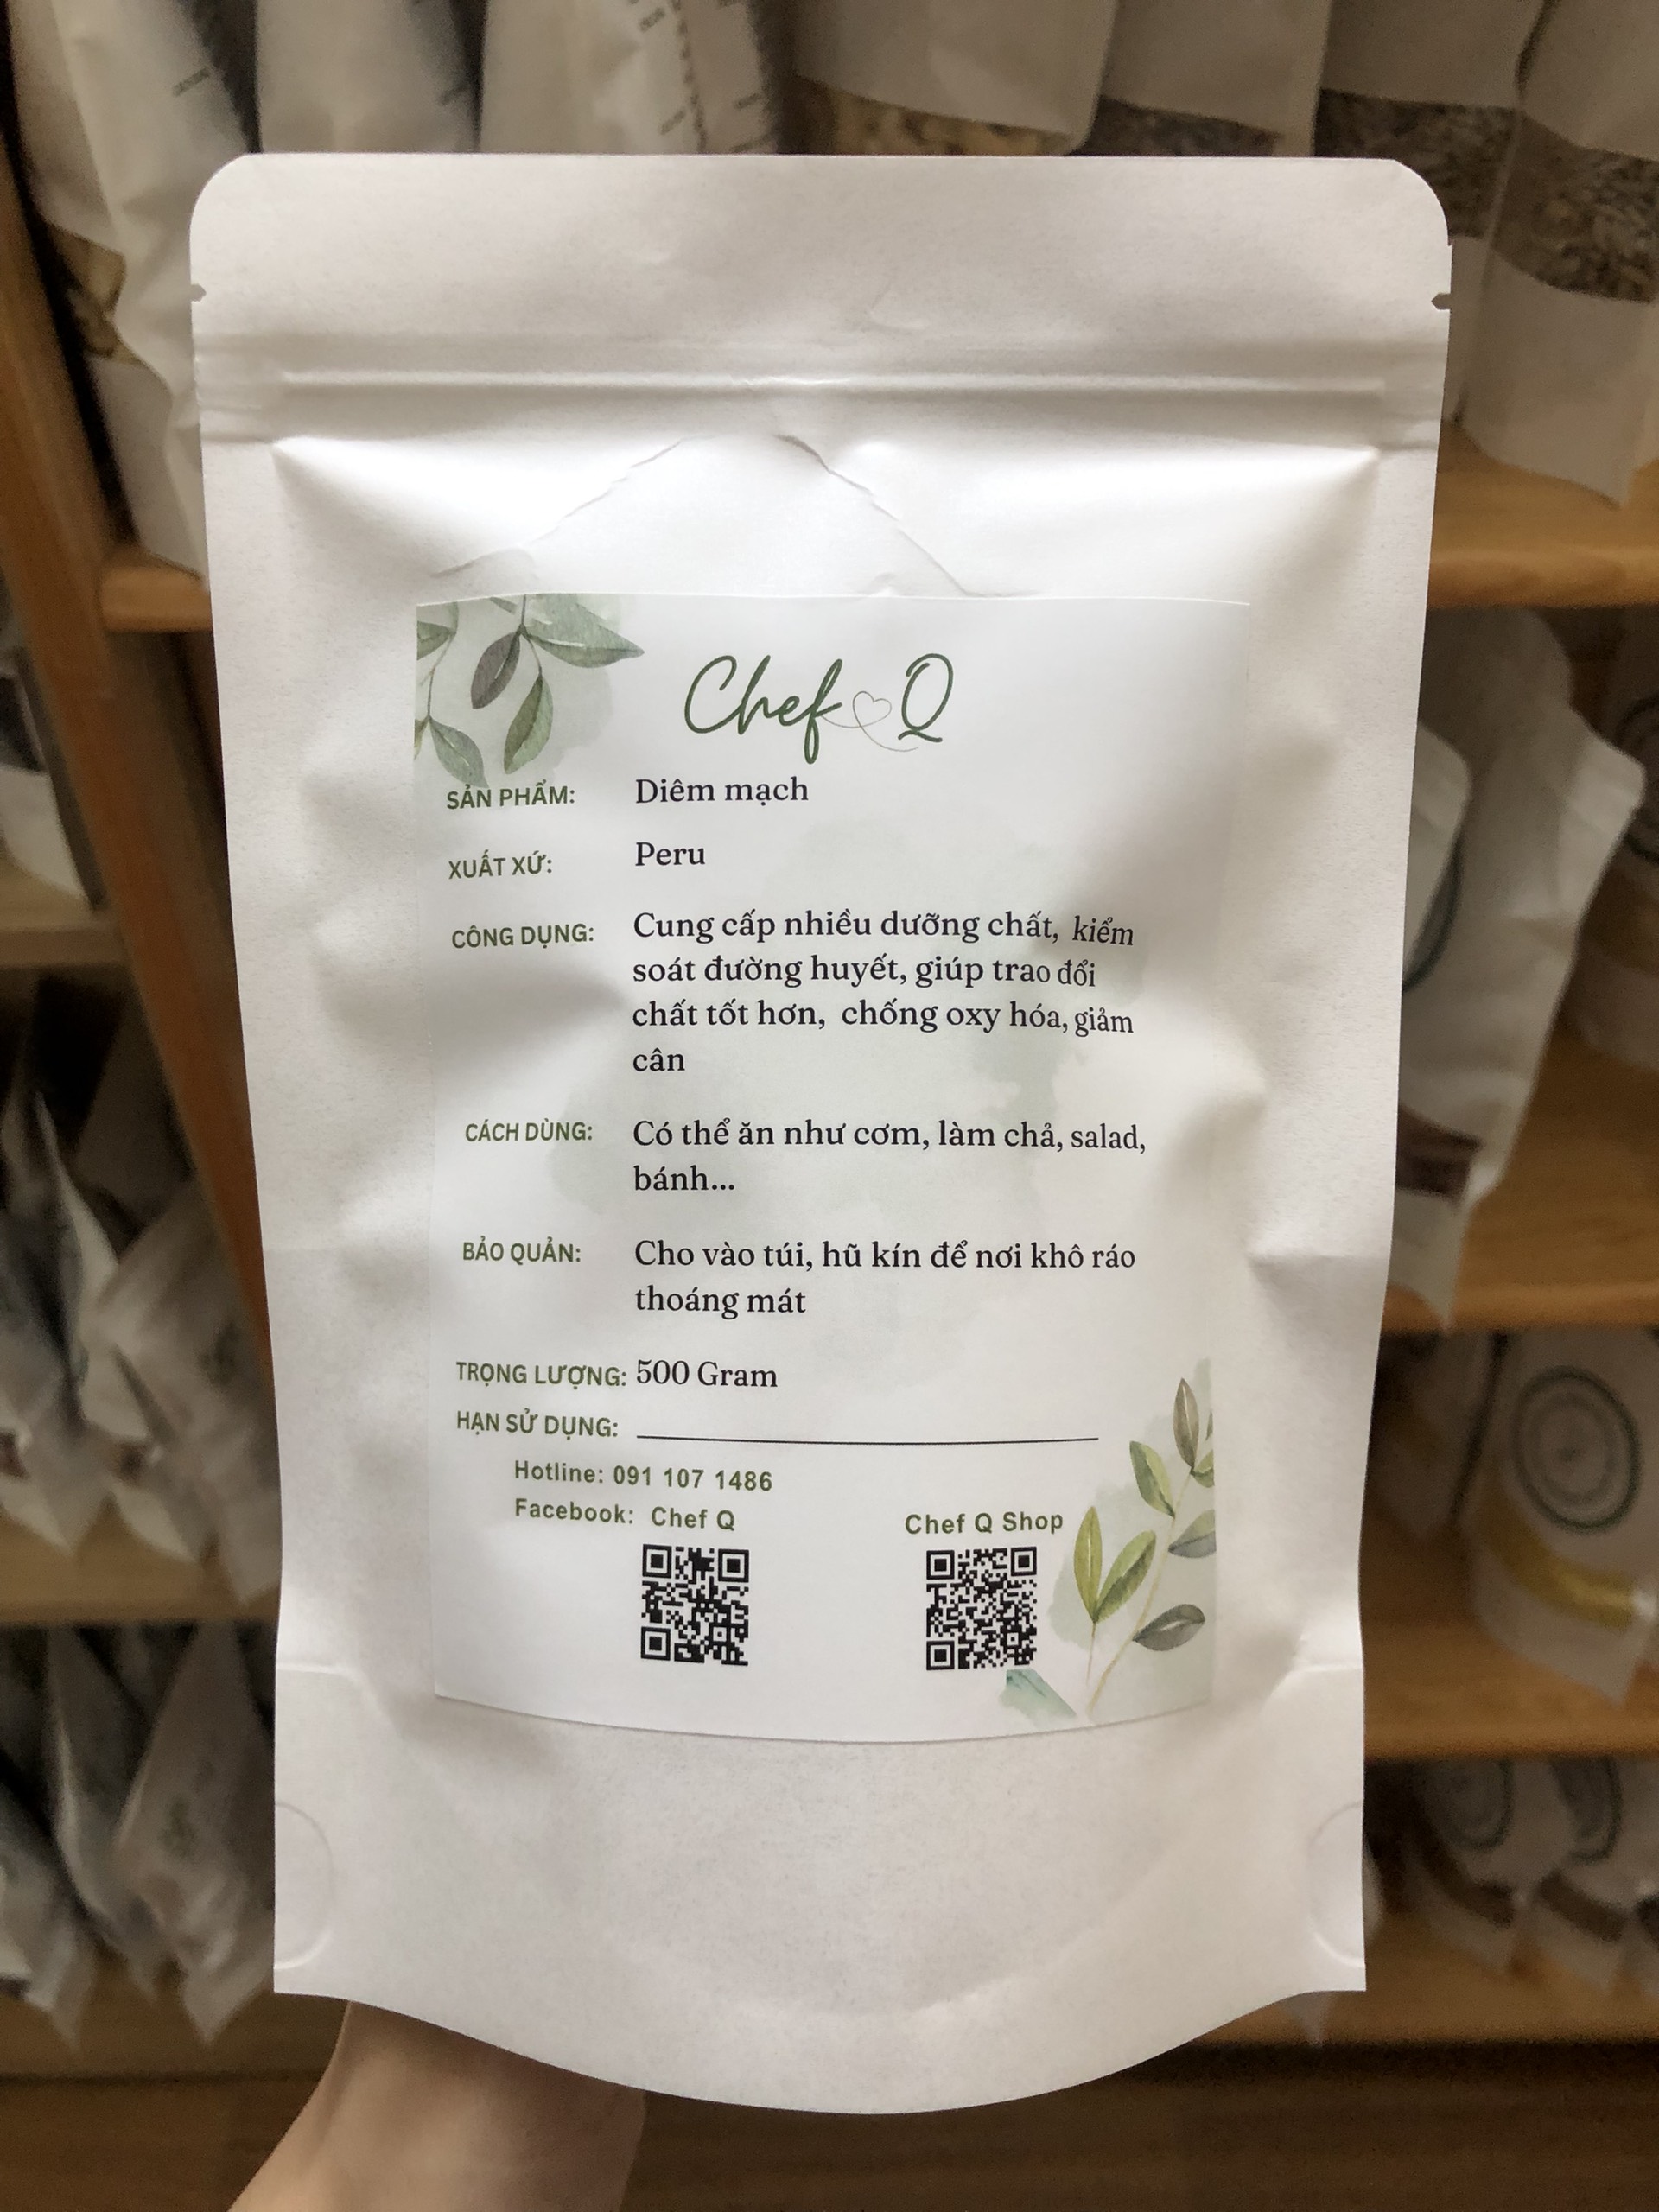 Chef Q
SẢN PHẨM: Diêm mạch
XUẤT XỨ: Peru
CÔNG DỤNG: Cung cấp nhiều dưỡng chất, kiểm
soát đường huyết, giúp trao đổi
chất tốt hơn, chống oxy hóa, giảm
cân
CÁCH DÙNG: Có thể ăn như cơm, làm chả, salad,
bánh...
BẢO QUẢN: Cho vào túi, hũ kín để nơi khô ráo
thoáng mát
TRỌNG LƯỢNG: 500 Gram
HẠN SỬ DỤNG:
Hotline: 091 107 1486
Facebook: Chef Q
Chef Q Shop